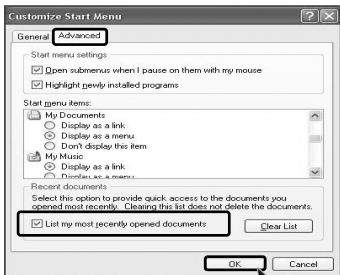 Customize Start Menu
General Advanced
Start menu settings
Open submenus when I pause on them with my mouse
Highlight newly installed programs
Start menu items:
My Documents
Display as a link
Display as a menu
Don't display this item
My Music
Display as a link
Display as a menu
Recent documents
Select this option to provide quick access to the documents you
opened most recently. Clearing this list does not delete the documents.
List my most recently opened documents
Clear List
OK Cancel